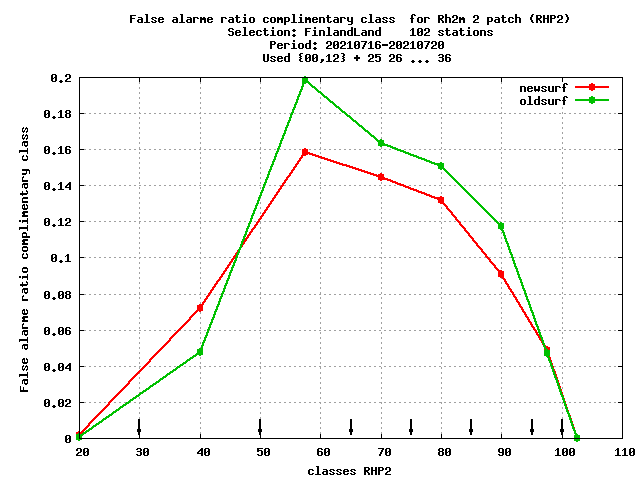 False alarme ratio complimentary class  for Rh2m 2 patch (RHP2)
Selection: FinlandLand    102 stations
Period: 20210716-20210720
Used {00,12} + 25 26 ... 36
newsurf
oldsurf
False alarme ratio complimentary class
0.2
0.18
0.16
0.14
0.12
0.1
0.08
0.06
0.04
0.02
0
20 30 40 50 60 70 80 90 100 110
classes RHP2